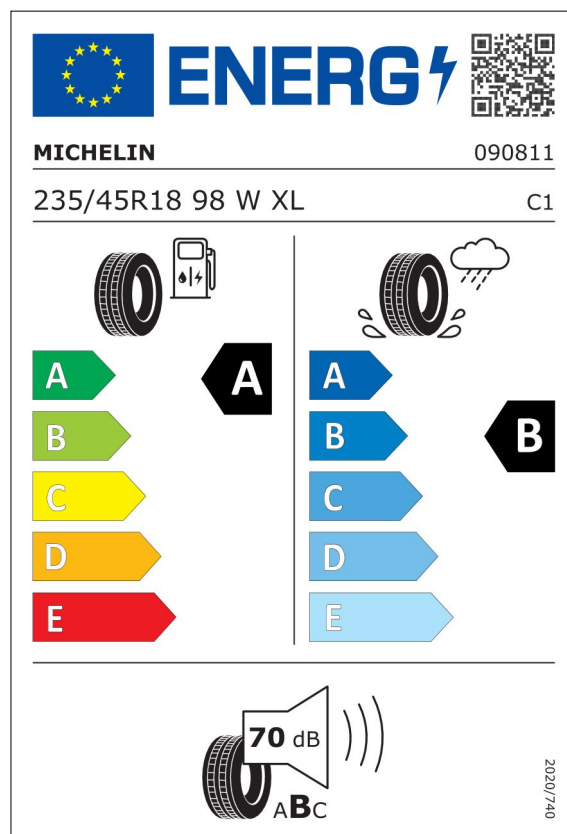 ENERG
MICHELIN 090811
235/45R18 98 W XL C1
A A A
B B B
C C
D D
E E
70 dB
ABC
2020/740